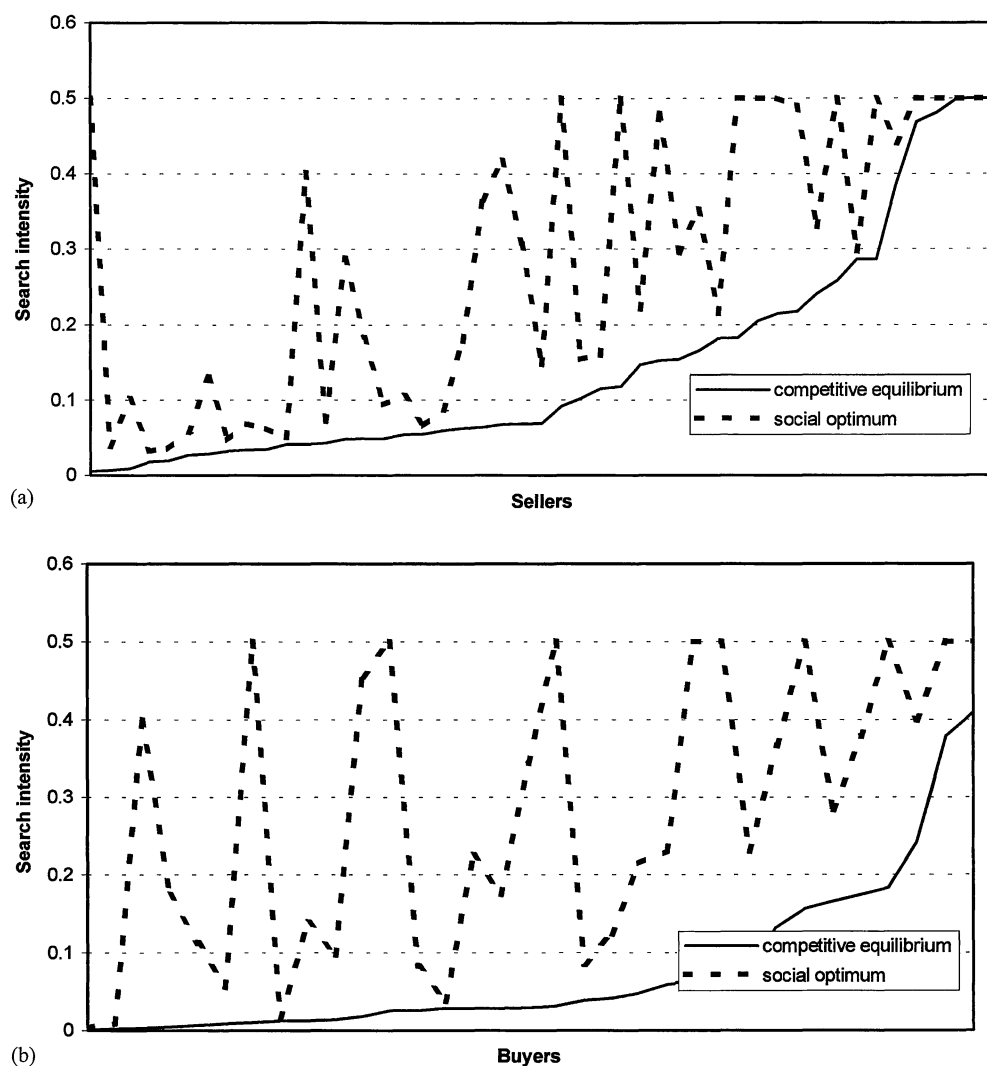 0.6
0.5
0.4
0.3
0.2
0.1
0
Search intensity
competitive equilibrium
social optimum
(a)
Sellers
0.6
0.5
0.4
0.3
0.2
0.1
0
Search intensity
competitive equilibrium
social optimum
(b)
Buyers